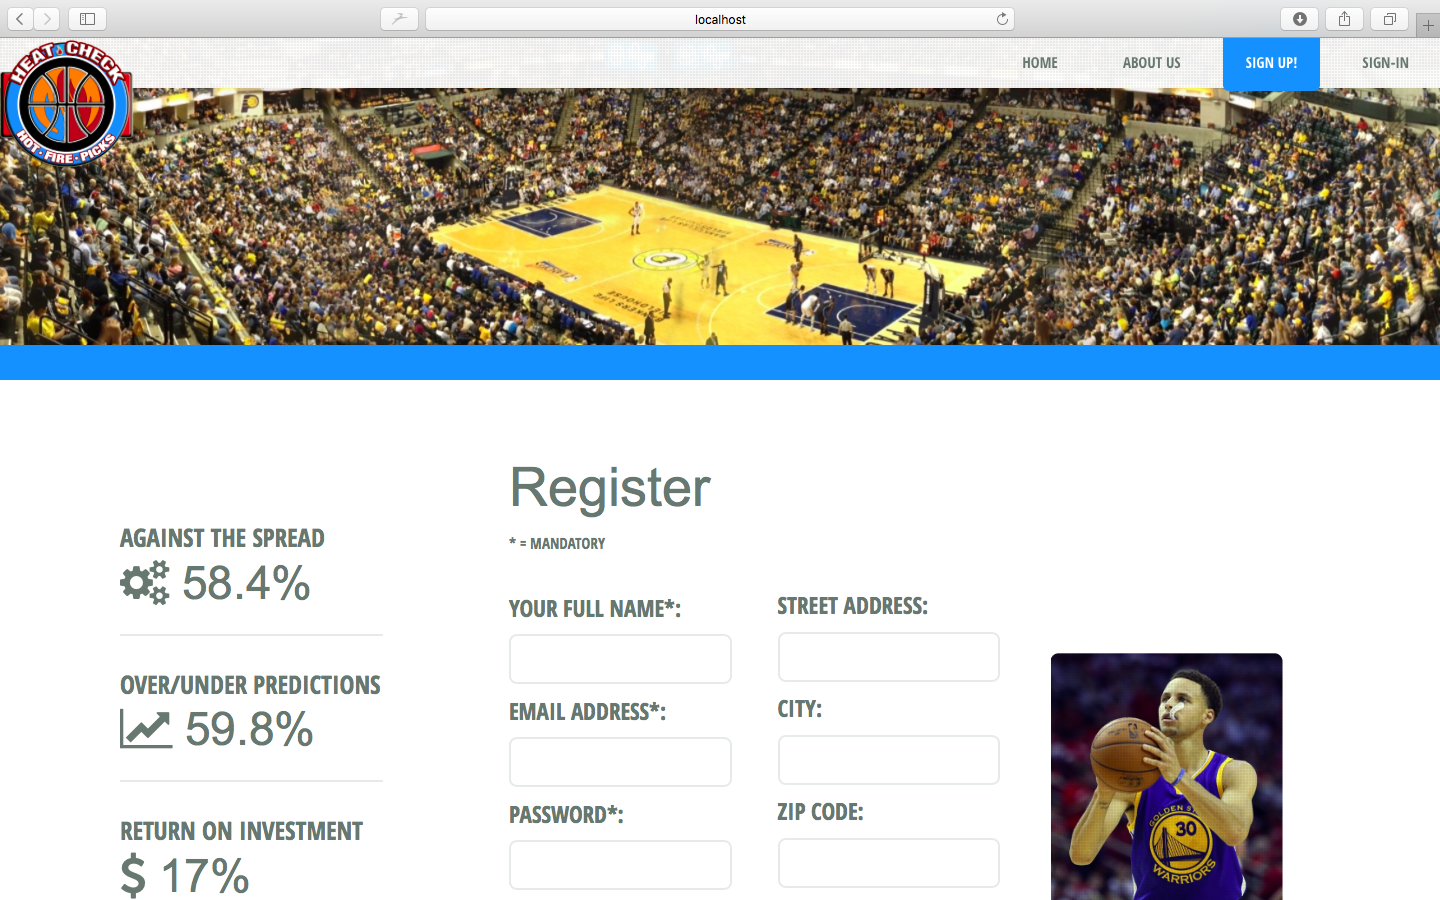 localhost
HEAT CHECK
HOT · FIRE · PICKS
HOME
ABOUT US
SIGN UP!
SIGN-IN
Register
* = MANDATORY
AGAINST THE SPREAD
58.4%
OVER/UNDER PREDICTIONS
59.8%
RETURN ON INVESTMENT
$ 17%
YOUR FULL NAME*:
EMAIL ADDRESS*:
PASSWORD*:
STREET ADDRESS:
CITY:
ZIP CODE:
GOLDEN ST
30
WARRIORS